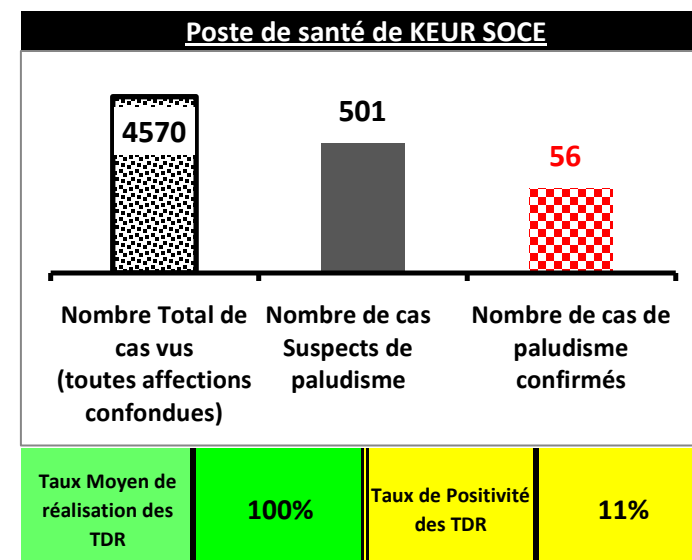 Poste de santé de KEUR SOCE
4570
501
56
Nombre Total de
cas vus
(toutes affections
confondues)
Nombre de cas
Suspects de
paludisme
Nombre de cas de
paludisme
confirmés
Taux Moyen de
réalisation des
TDR
100%
Taux de Positivité
des TDR
11%